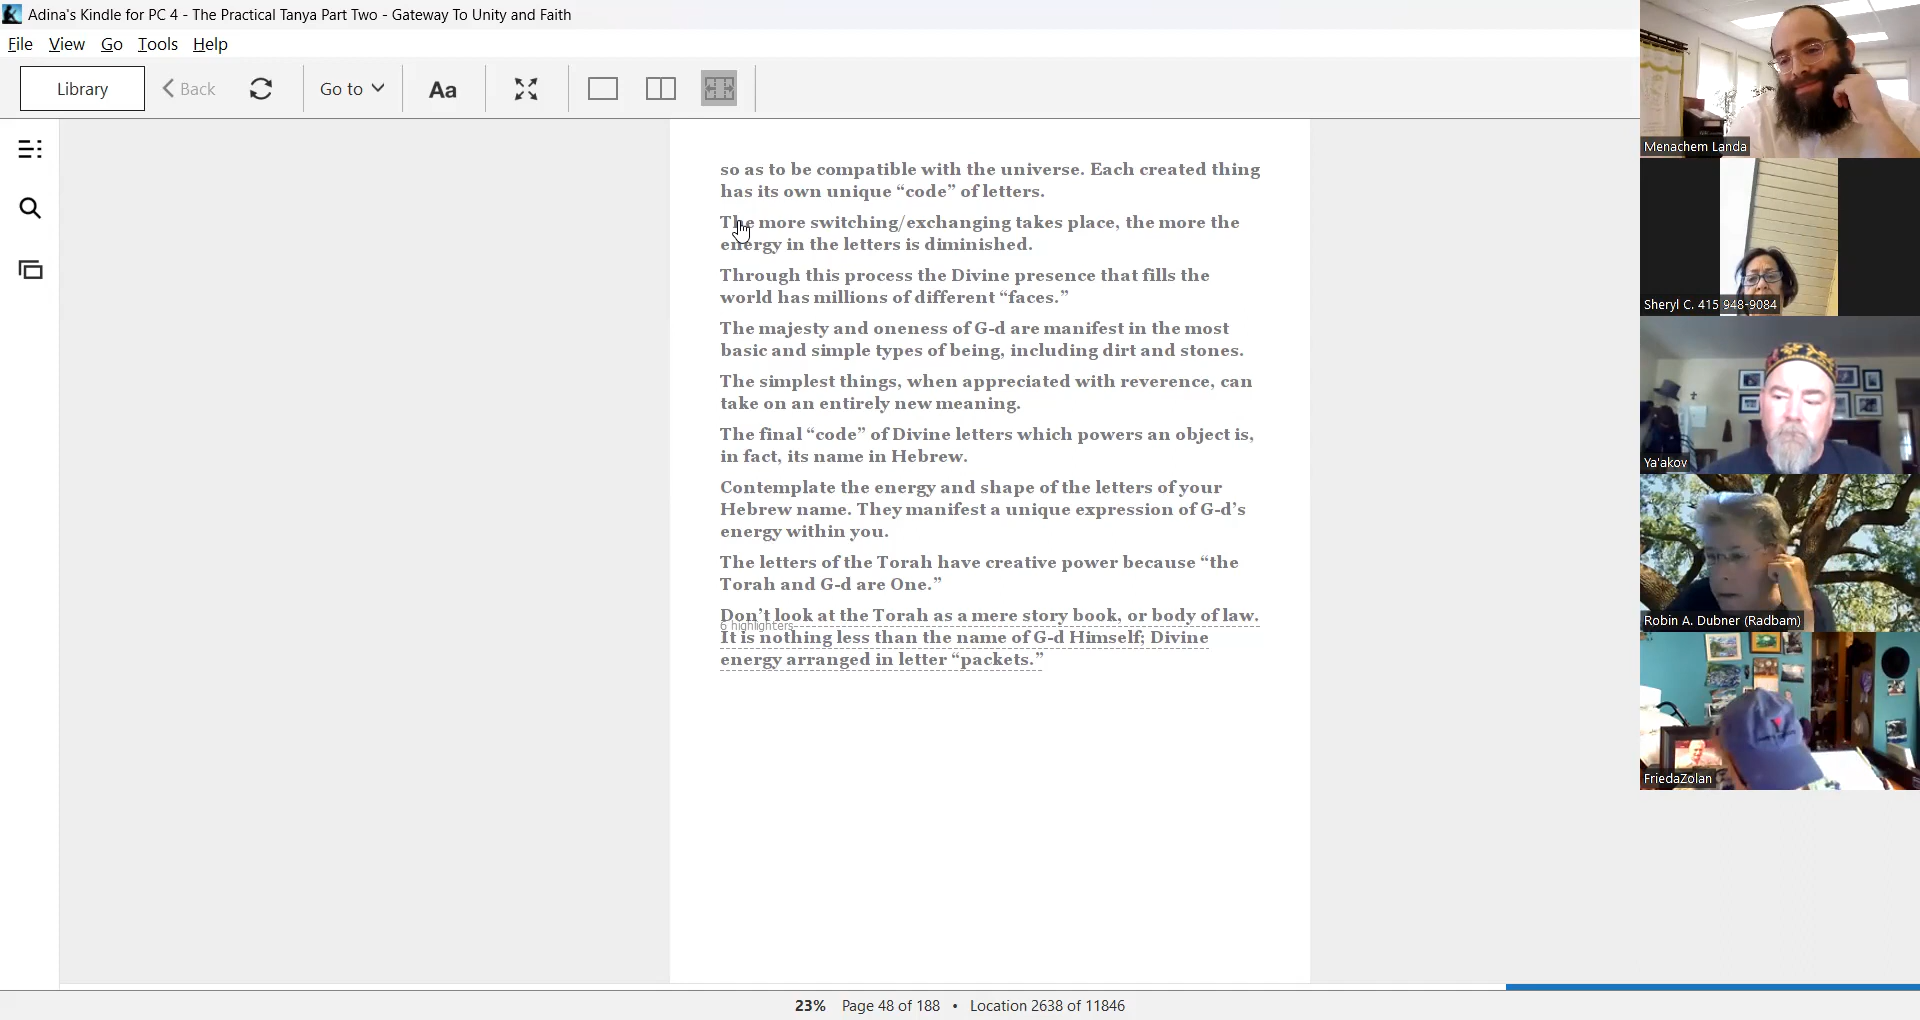 Adina's Kindle for PC 4 - The Practical Tanya Part Two - Gateway To Unity and Faith
File View Go Tools Help
Library Back Go to Aa
so as to be compatible with the universe. Each created thing
has its own unique “code” of letters.
The more switching/exchanging takes place, the more the
energy in the letters is diminished.
Through this process the Divine presence that fills the
world has millions of different “faces.”
The majesty and oneness of G-d are manifest in the most
basic and simple types of being, including dirt and stones.
The simplest things, when appreciated with reverence, can
take on an entirely new meaning.
The final “code” of Divine letters which powers an object is,
in fact, its name in Hebrew.
Contemplate the energy and shape of the letters of your
Hebrew name. They manifest a unique expression of G-d’s
energy within you.
The letters of the Torah have creative power because “the
Torah and G-d are One.”
Don’t look at the Torah as a mere story book, or body of law.
6 highlighters
It is nothing less than the name of G-d Himself; Divine
energy arranged in letter “packets.”
23% Page 48 of 188 • Location 2638 of 11846
Menachem Landa
Sheryl C. 415 948-9084
Ya'akov
Robin A. Dubner (Radbam)
FriedaZolan